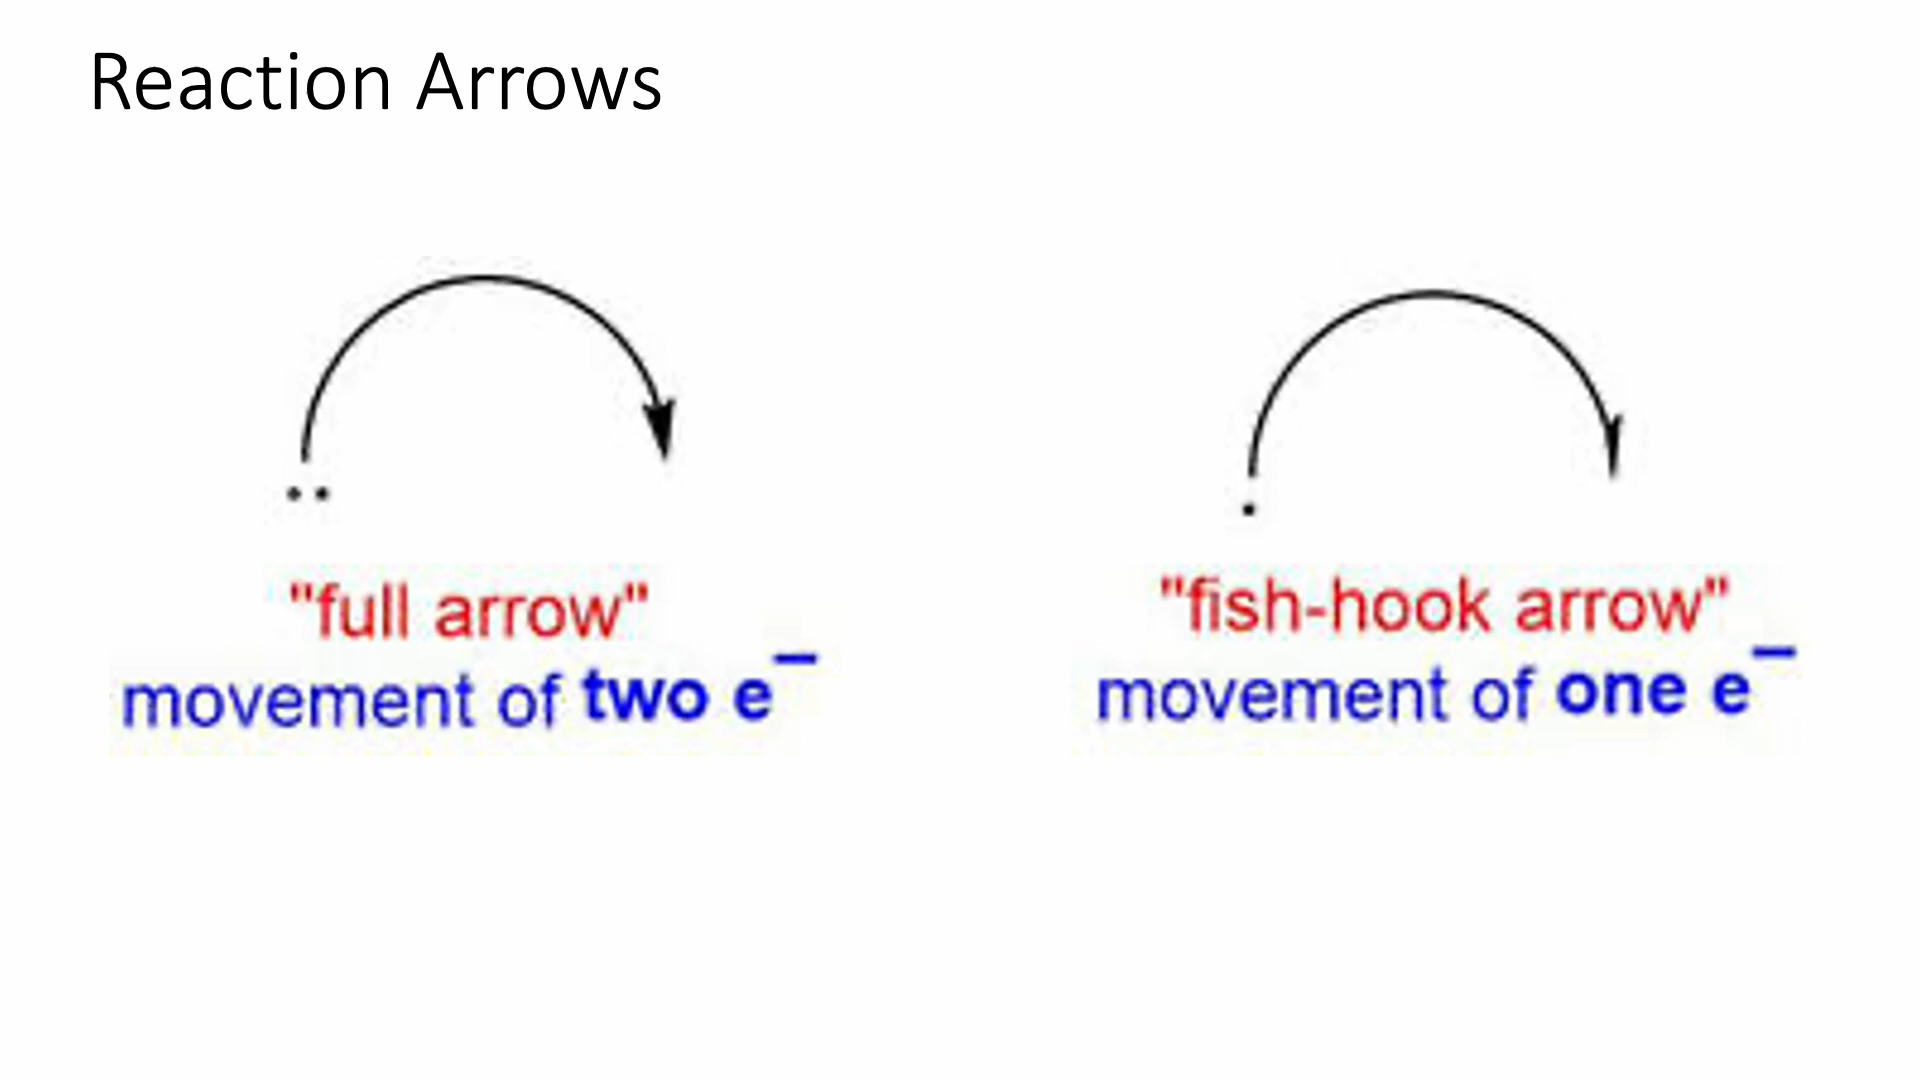 Reaction Arrows
"full arrow"
movement of two e⁻
"fish-hook arrow"
movement of one e⁻